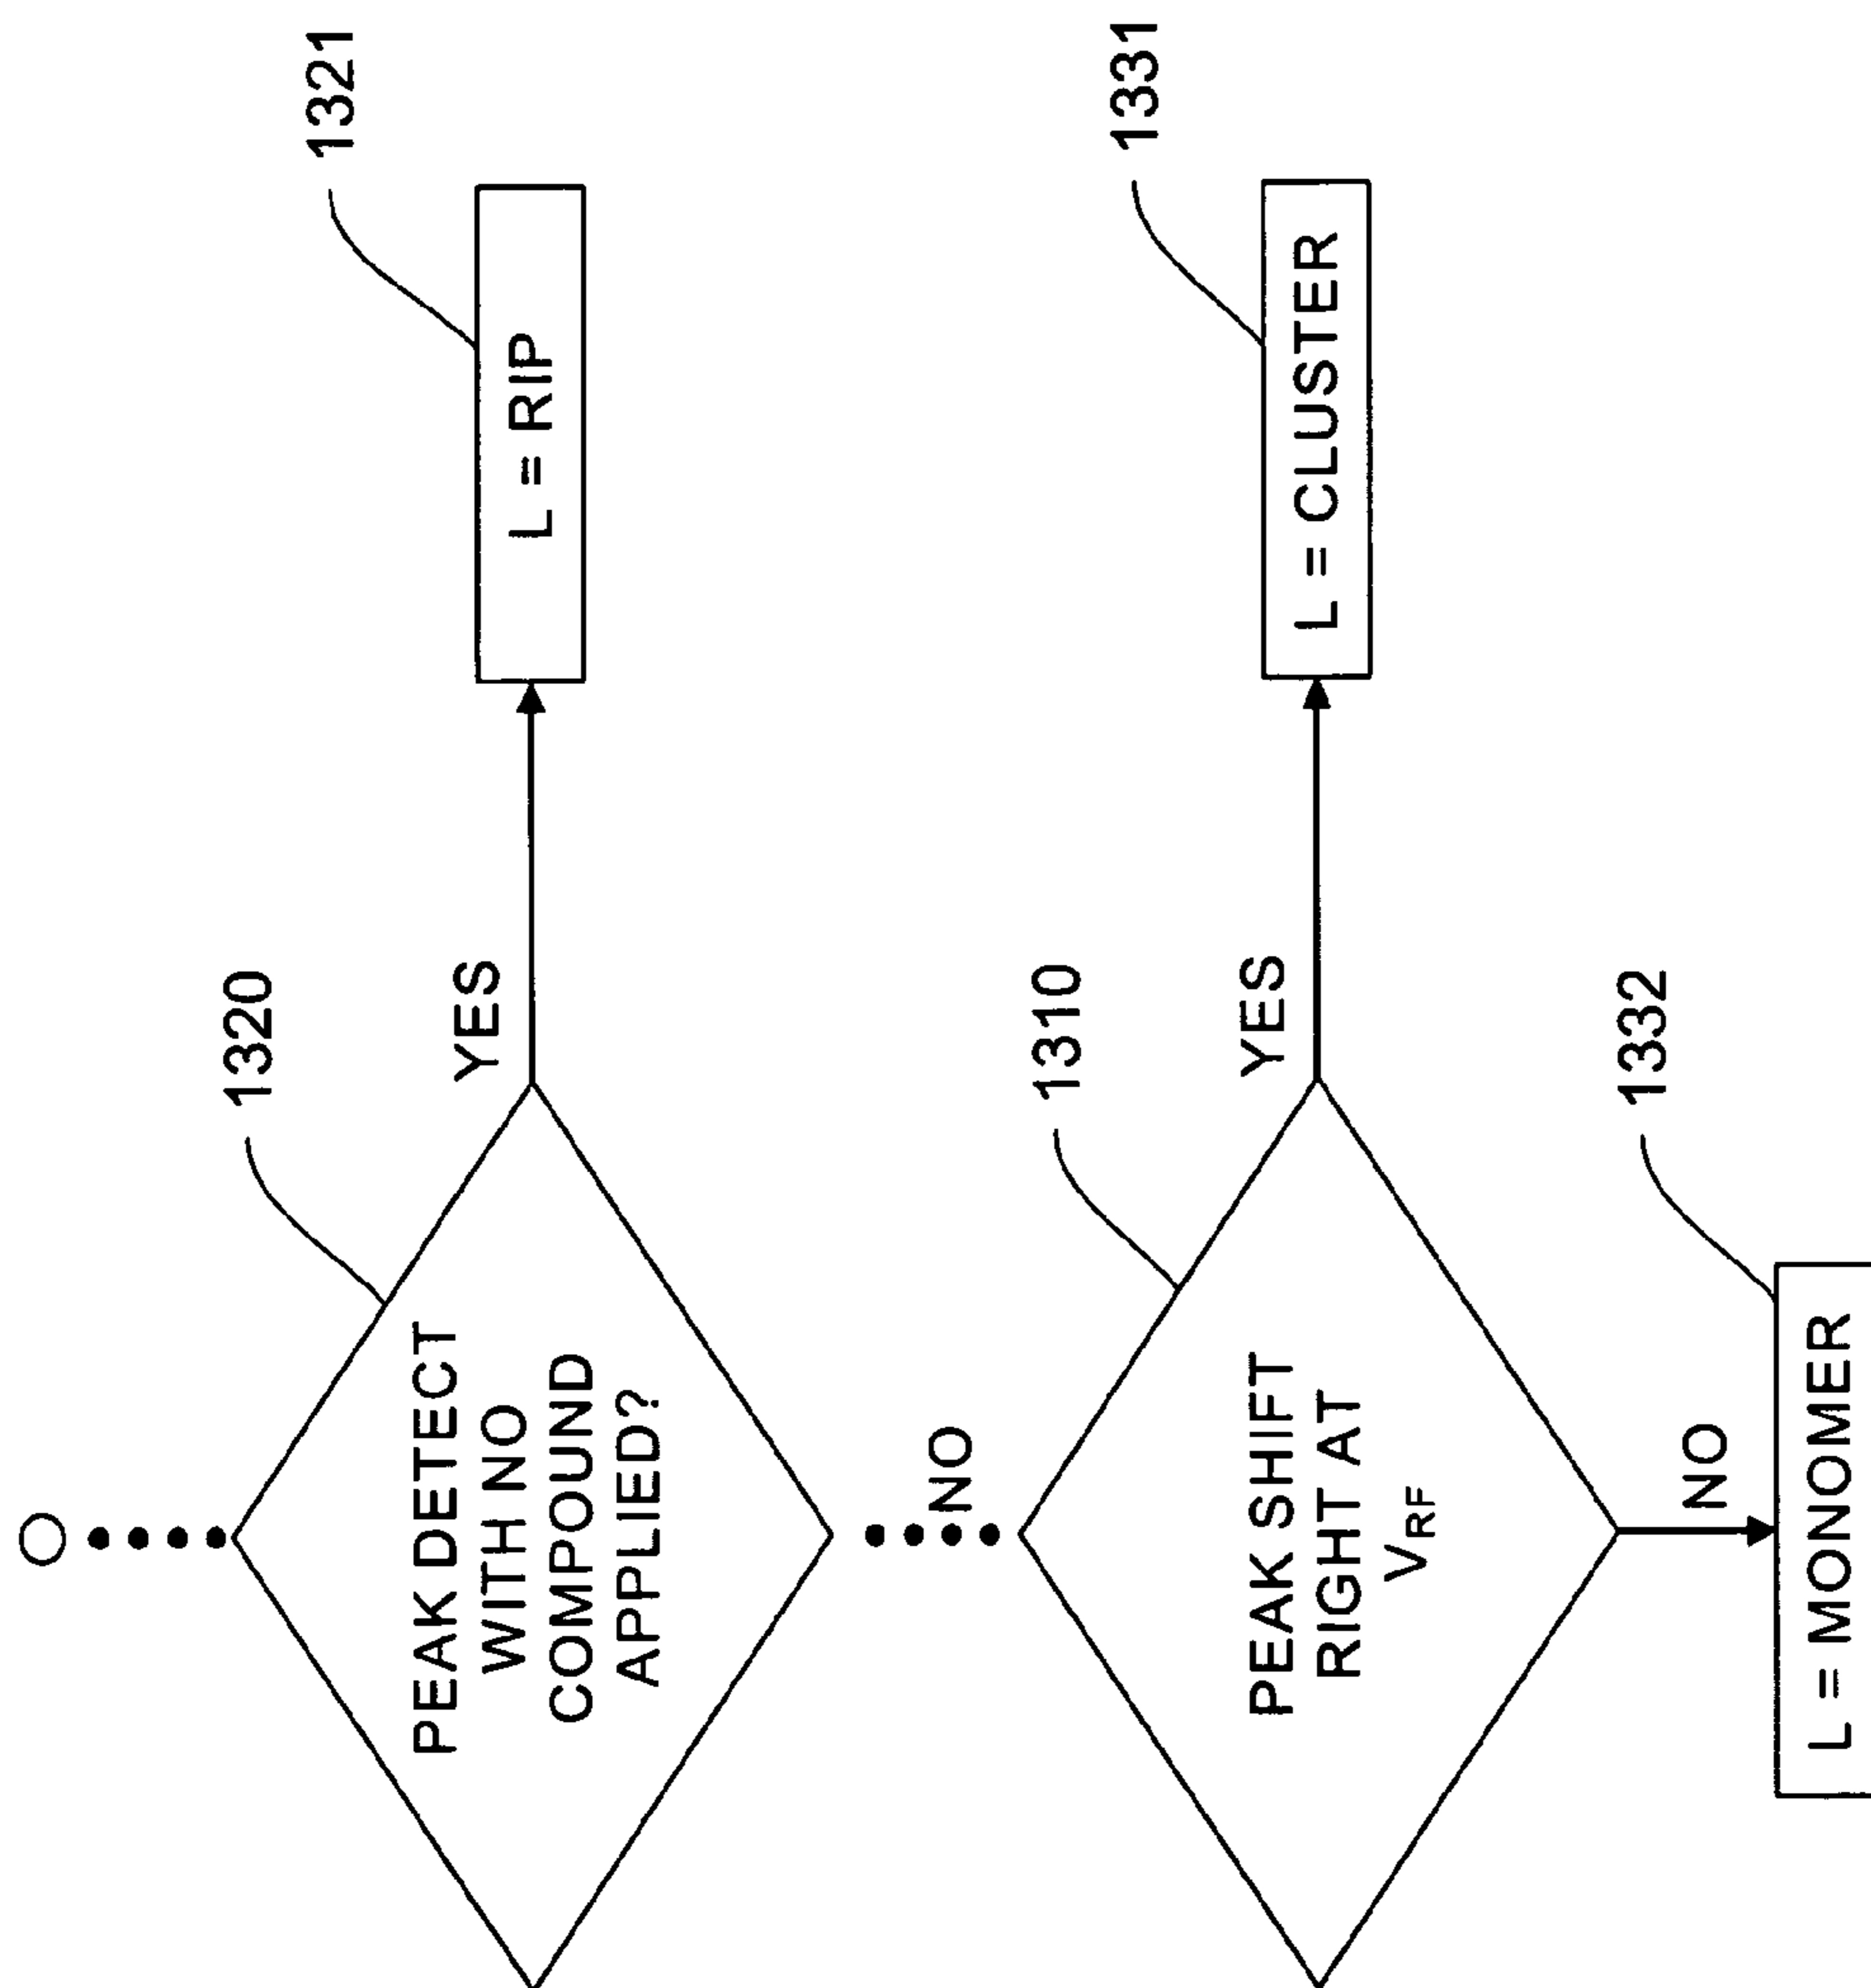 1320
PEAK DETECT
WITH NO
COMPOUND
APPLIED?
YES
1321
L = RIP
NO
1310
PEAK SHIFT
RIGHT AT
VRF
YES
1331
L = CLUSTER
NO
1332
L = MONOMER